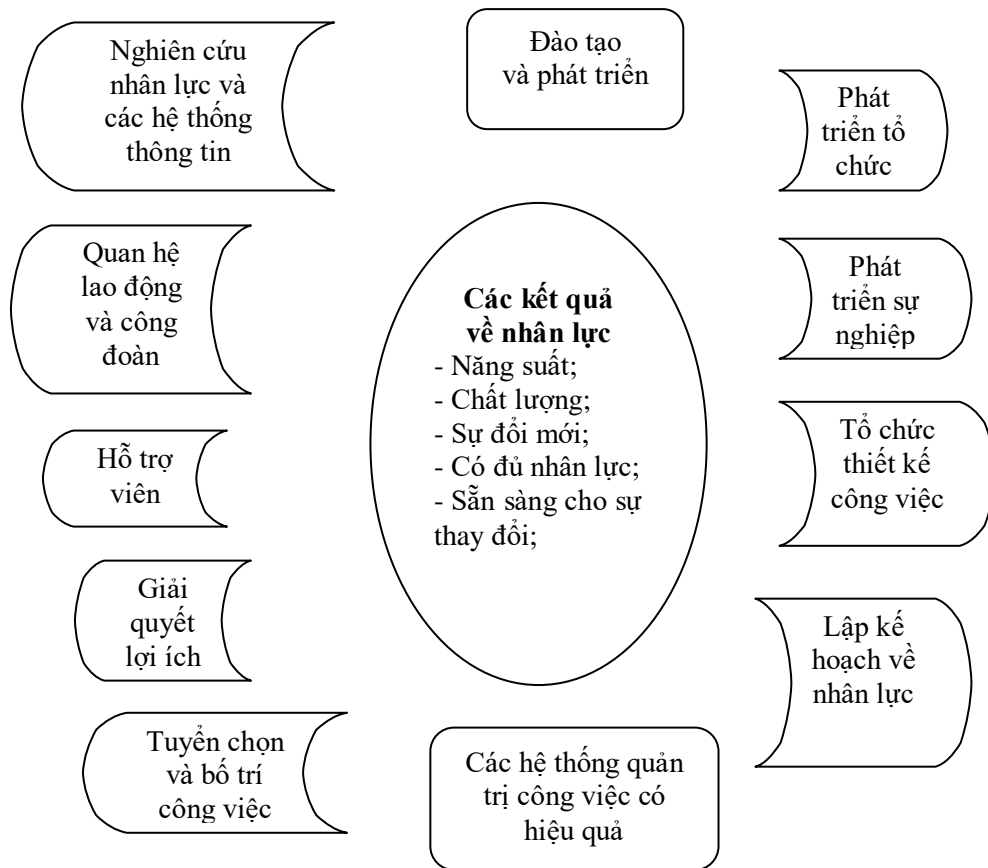 Nghiên cứu
nhân lực và
các hệ thống
thông tin
Đào tạo
và phát triển
Phát
triển tổ
chức
Quan hệ
lao động
và công
đoàn
Các kết quả
về nhân lực
- Năng suất;
- Chất lượng;
- Sự đổi mới;
- Có đủ nhân lực;
- Sẵn sàng cho sự
thay đổi;
Phát
triển sự
nghiệp
Hỗ trợ
viên
Tổ chức
thiết kế
công việc
Giải
quyết
lợi ích
Lập kế
hoạch về
nhân lực
Tuyển chọn
và bố trí
công việc
Các hệ thống quản
trị công việc có
hiệu quả